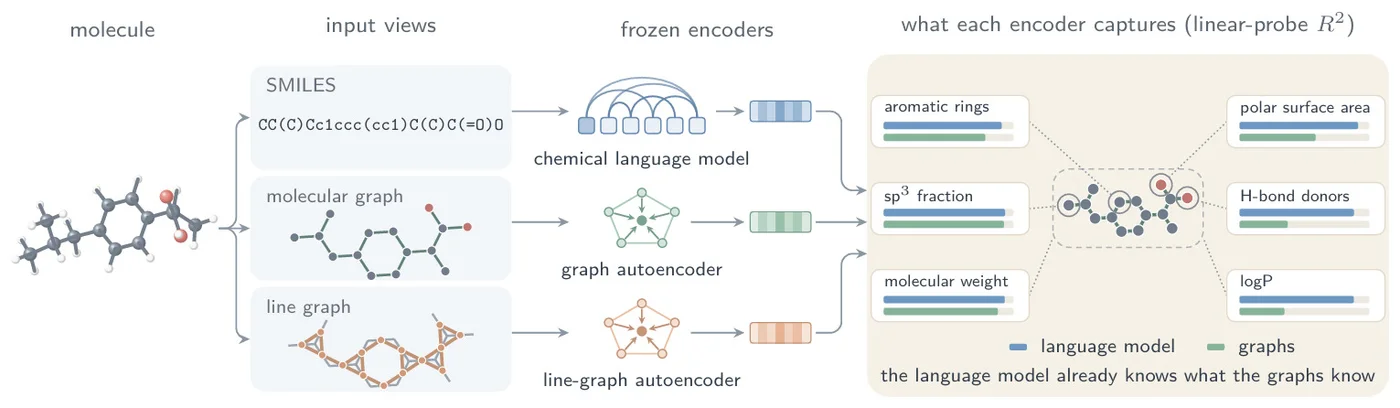 molecule
input views
frozen encoders
what each encoder captures (linear-probe R²)
SMILES
CC(C)Cc1ccc(cc1)C(C)C(=O)O
chemical language model
molecular graph
graph autoencoder
line graph
line-graph autoencoder
aromatic rings
polar surface area
sp³ fraction
H-bond donors
molecular weight
logP
language model
graphs
the language model already knows what the graphs know